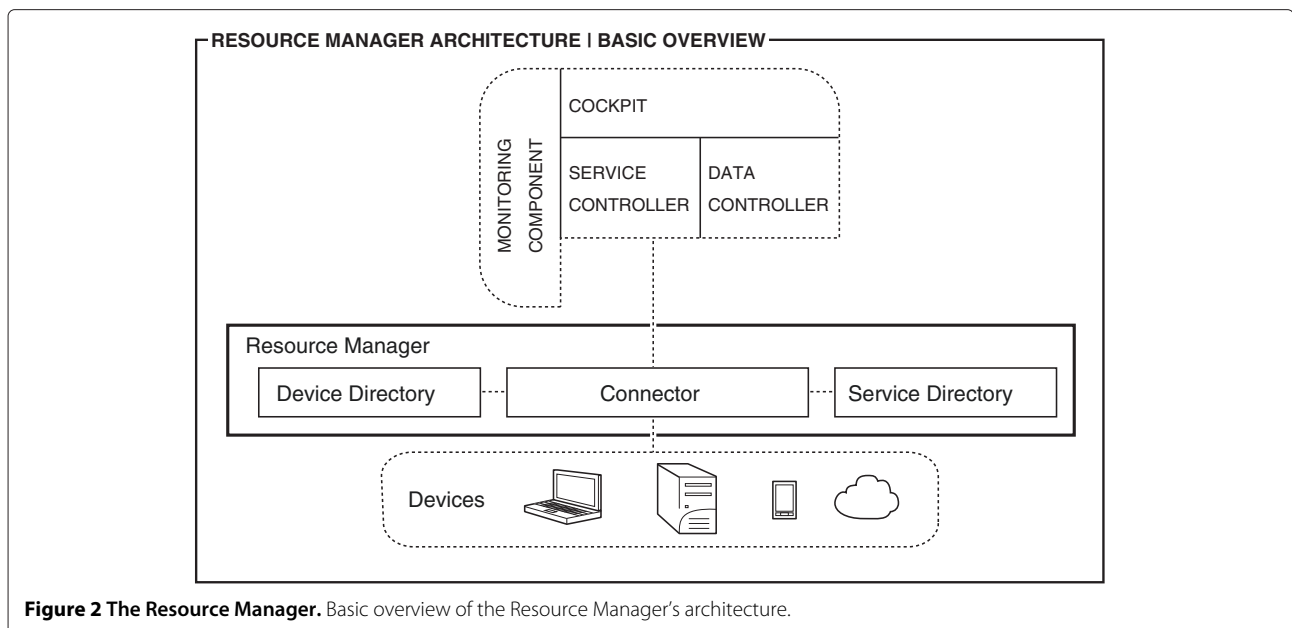 RESOURCE MANAGER ARCHITECTURE | BASIC OVERVIEW
MONITORING
COMPONENT
COCKPIT
SERVICE
CONTROLLER
DATA
CONTROLLER
Resource Manager
Device Directory
Connector
Service Directory
Devices
Figure 2 The Resource Manager. Basic overview of the Resource Manager's architecture.